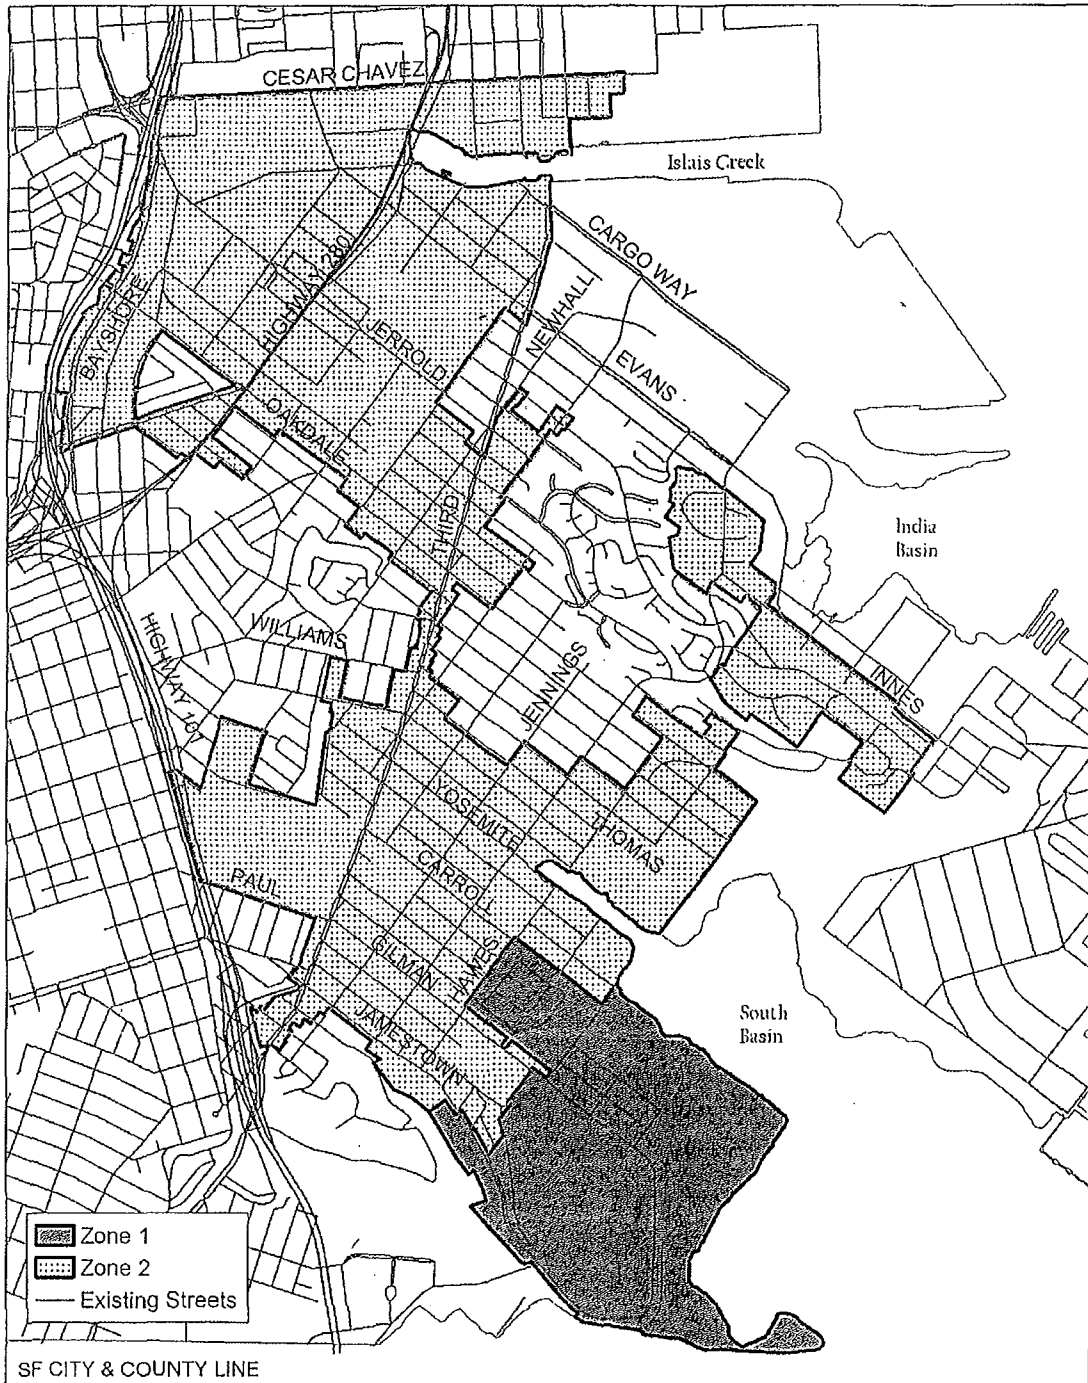 CESAR CHAVEZ
Islais Creek
CARGO WAY
NEWHALL
HIGHWAY 280
BAYSHORE
JERROLD
EVANS
OAKDALE
THIRD
India
Basin
WILLIAMS
HIGHWAY 101
JENNINGS
INNES
YOSEMITE
THOMAS
CARROLL
PAUL
GILMAN
HAMES
JAMESTOWN
South
Basin
Zone 1
Zone 2
Existing Streets
SF CITY & COUNTY LINE